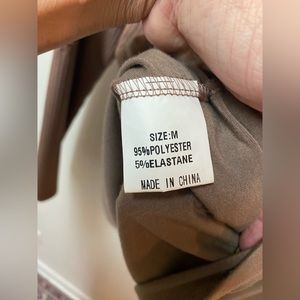 SIZE:M
95%POLYESTER
5%ELASTANE
MADE IN CHINA